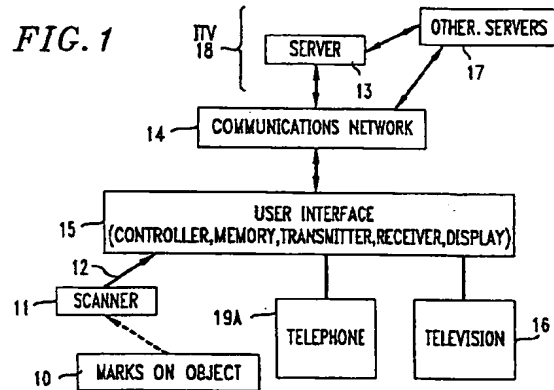 FIG. 1
ITV
18
SERVER
13
OTHER. SERVERS
17
14
COMMUNICATIONS NETWORK
15
USER INTERFACE
(CONTROLLER,MEMORY,TRANSMITTER,RECEIVER,DISPLAY)
12
11
SCANNER
19A
TELEPHONE
TELEVISION
16
10
MARKS ON OBJECT